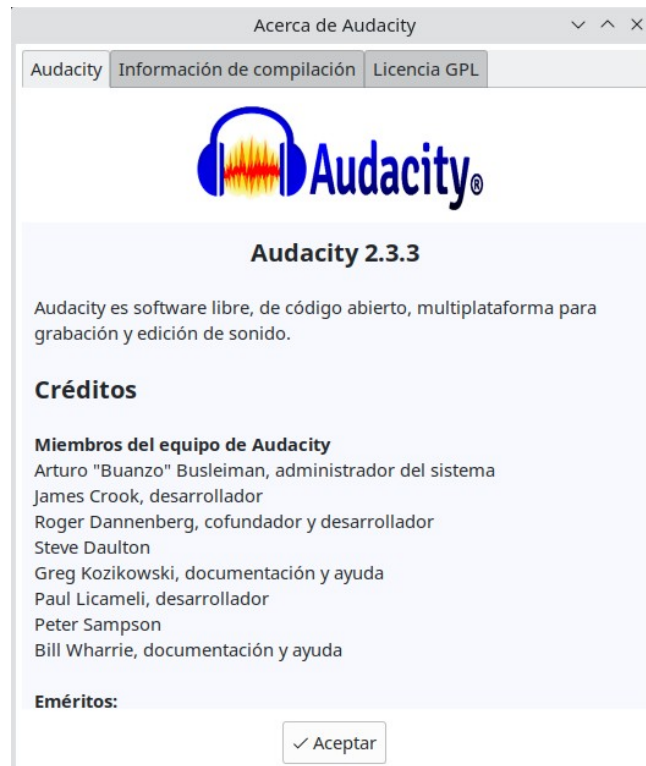 Acerca de Audacity
Audacity Información de compilación Licencia GPL
Audacity®
Audacity 2.3.3
Audacity es software libre, de código abierto, multiplataforma para
grabación y edición de sonido.
Créditos
Miembros del equipo de Audacity
Arturo "Buanzo" Busleiman, administrador del sistema
James Crook, desarrollador
Roger Dannenberg, cofundador y desarrollador
Steve Daulton
Greg Kozikowski, documentación y ayuda
Paul Licameli, desarrollador
Peter Sampson
Bill Wharrie, documentación y ayuda
Eméritos:
Aceptar